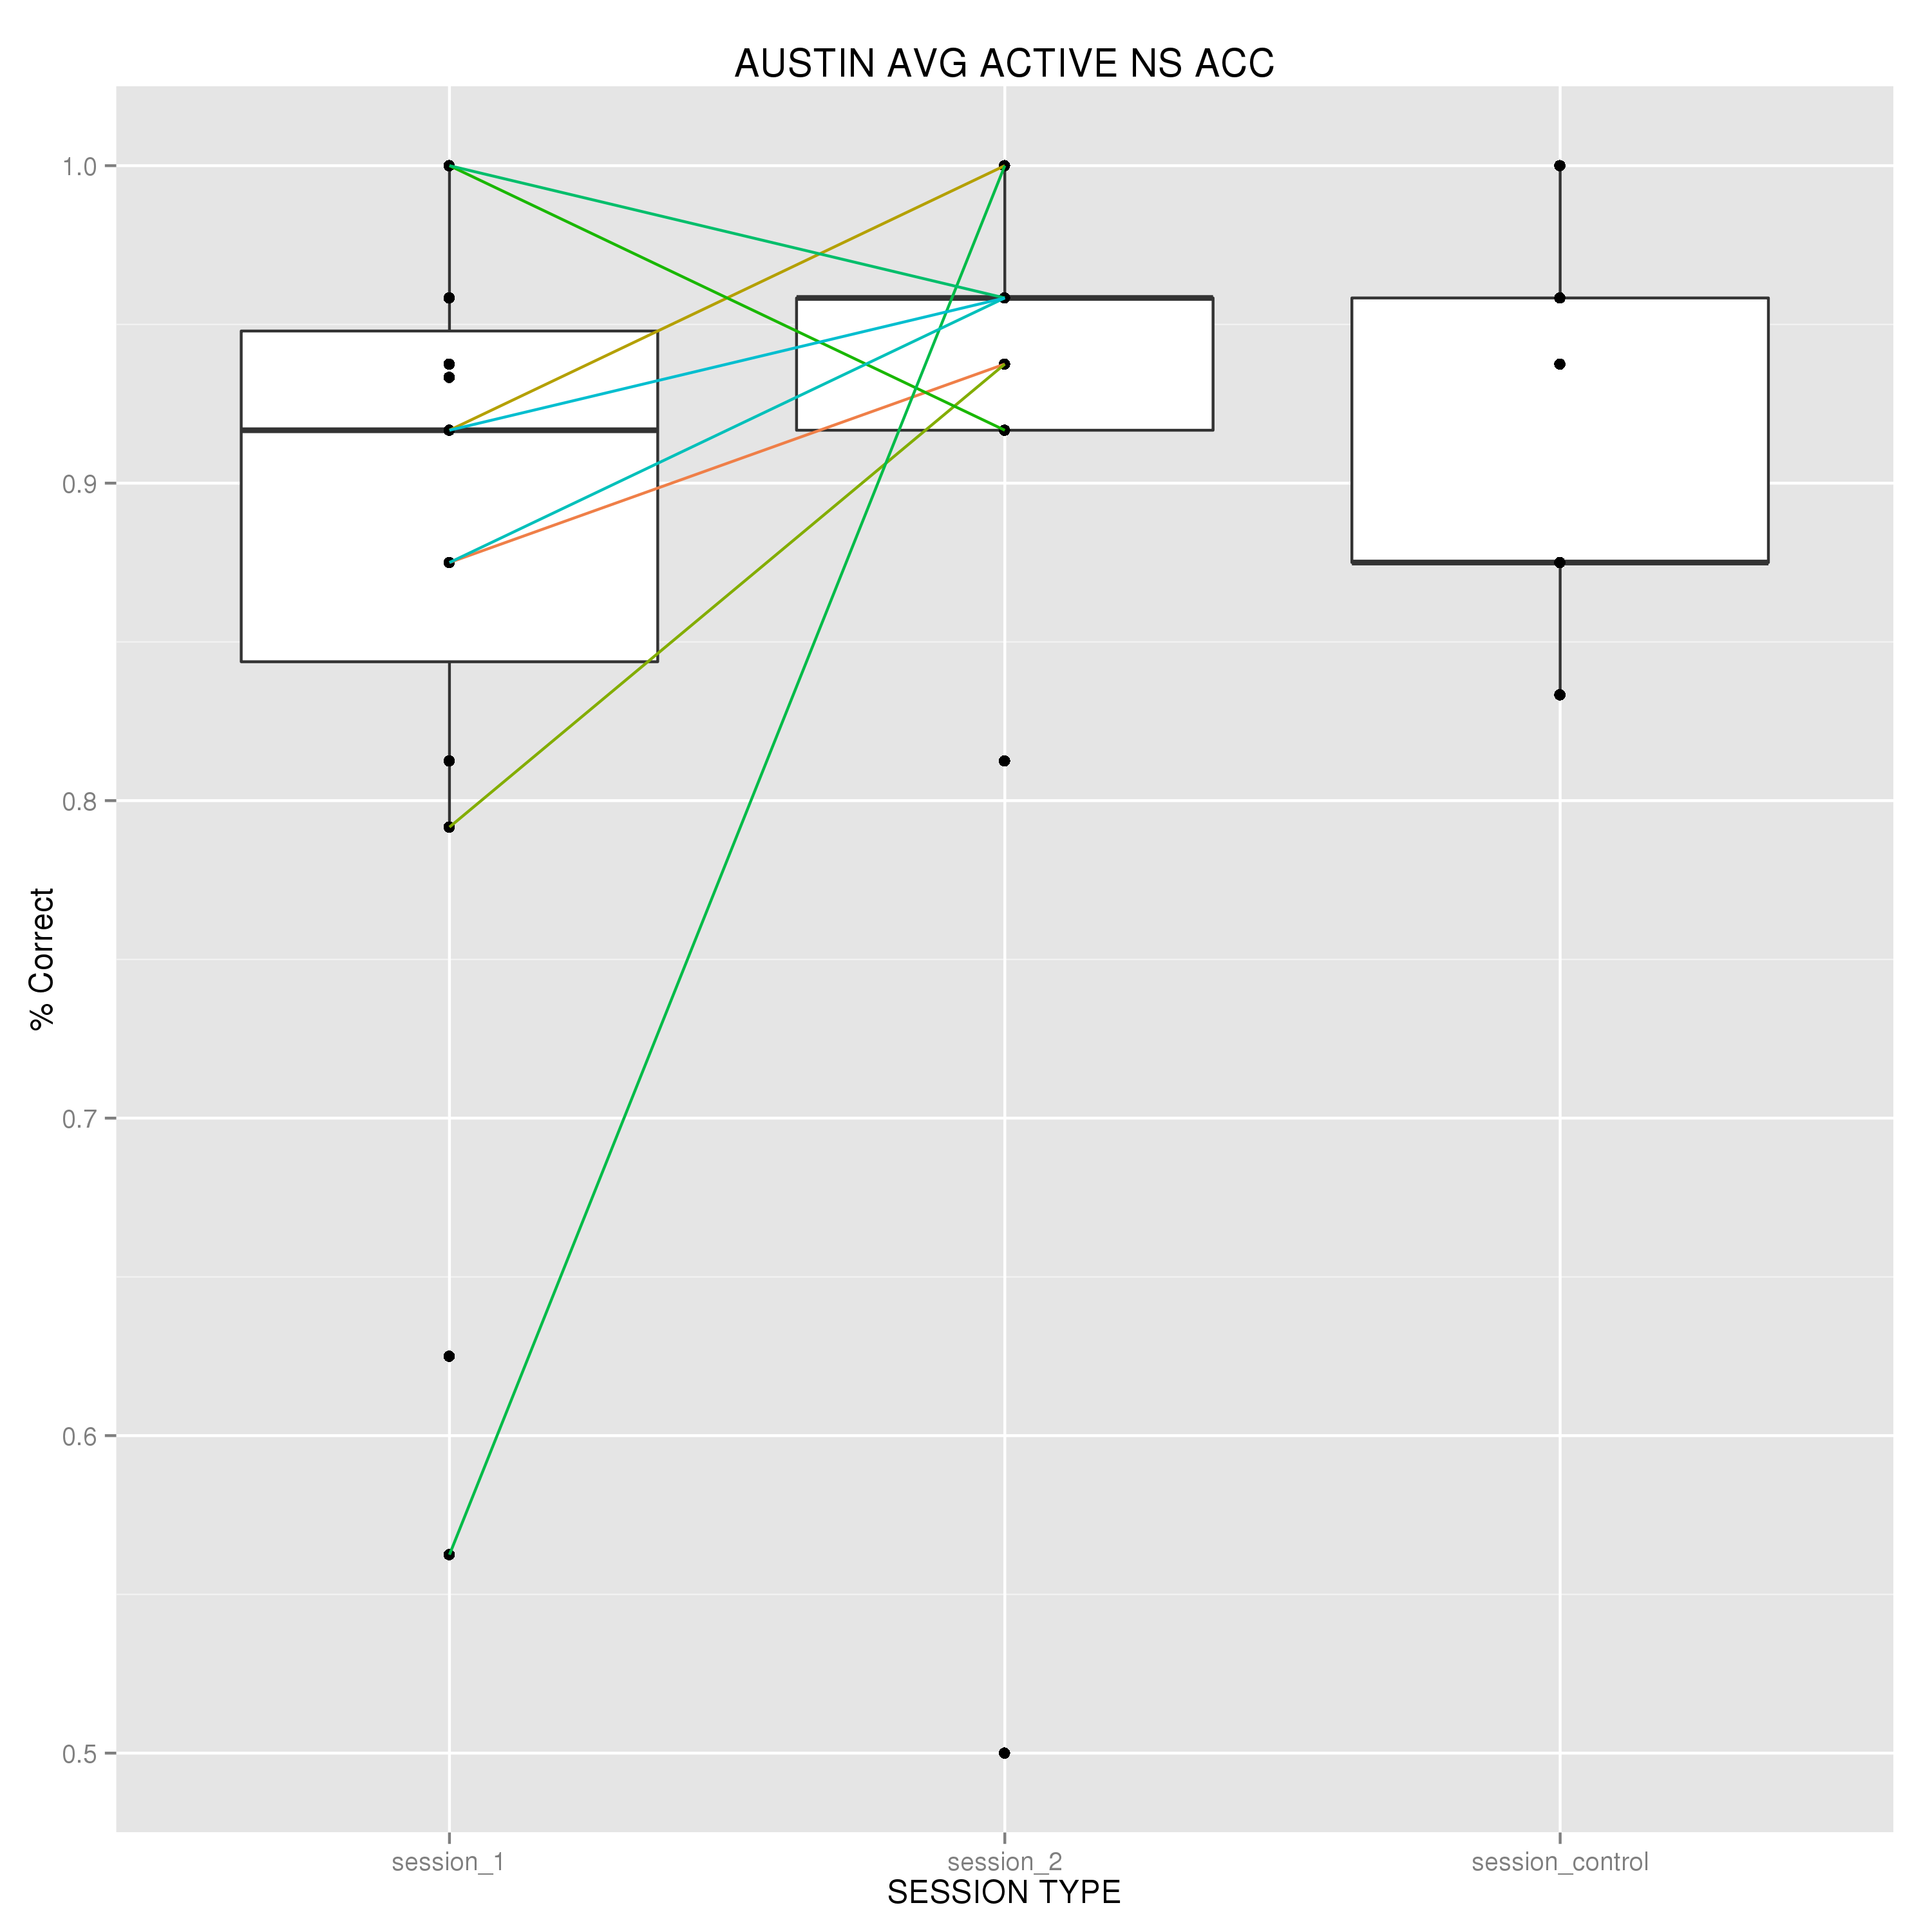 AUSTIN AVG ACTIVE NS ACC
1.0
0.9
0.8
0.7
0.6
0.5
% Correct
session_1
session_2
session_control
SESSION TYPE